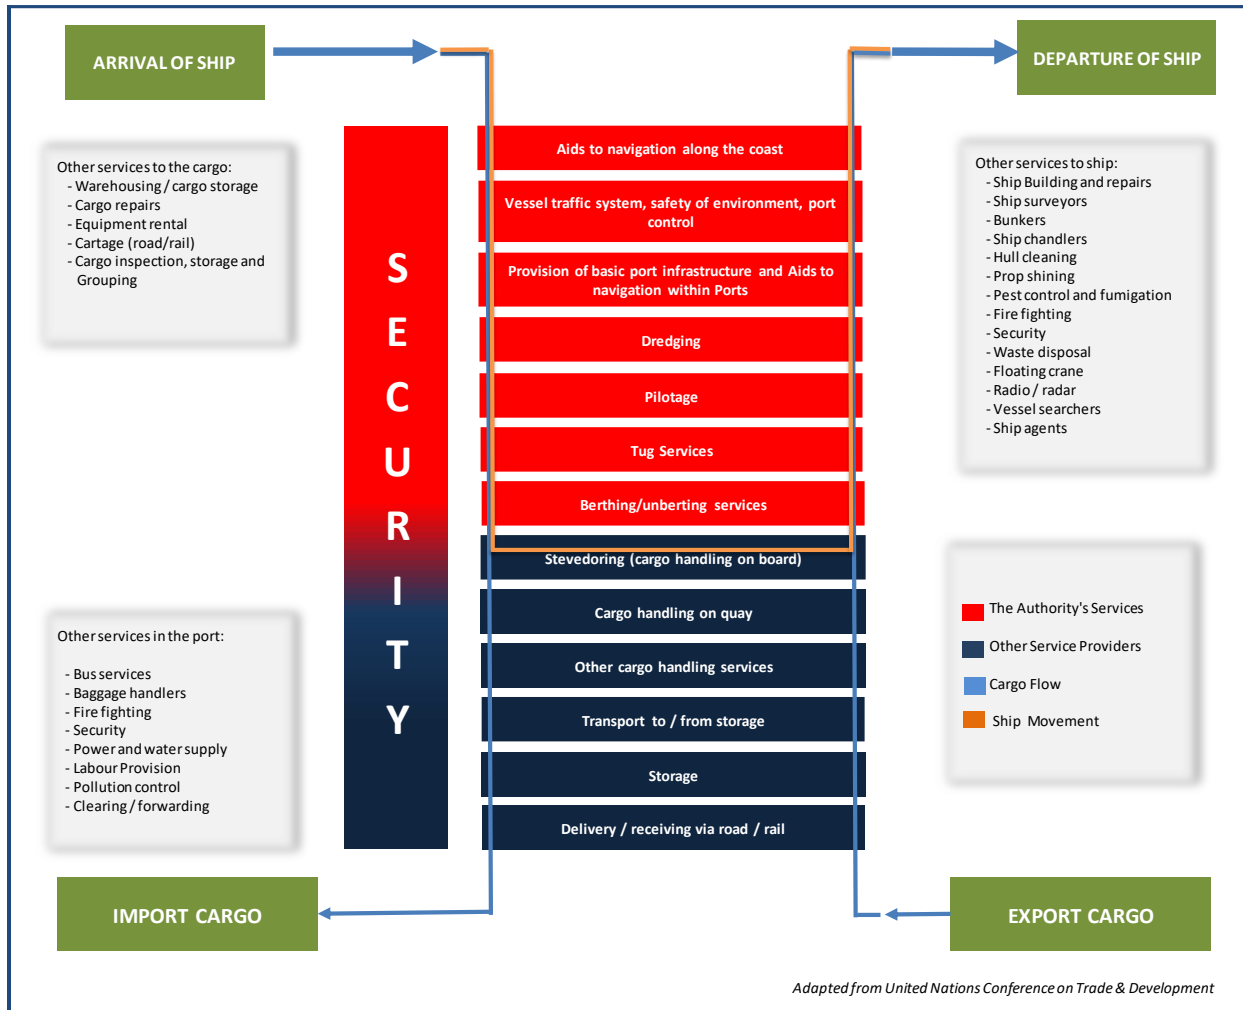 ARRIVAL OF SHIP
DEPARTURE OF SHIP
Other services to the cargo:
- Warehousing / cargo storage
- Cargo repairs
- Equipment rental
- Cartage (road/rail)
- Cargo inspection, storage and
Grouping
SECURITY
Aids to navigation along the coast
Vessel traffic system, safety of environment, port
control
Provision of basic port infrastructure and Aids to
navigation within Ports
Dredging
Pilotage
Tug Services
Berthing/unberting services
Stevedoring (cargo handling on board)
Cargo handling on quay
Other cargo handling services
Transport to / from storage
Storage
Delivery / receiving via road / rail
Other services to ship:
- Ship Building and repairs
- Ship surveyors
- Bunkers
- Ship chandlers
- Hull cleaning
- Prop shining
- Pest control and fumigation
- Fire fighting
- Security
- Waste disposal
- Floating crane
- Radio / radar
- Vessel searchers
- Ship agents
Other services in the port:
- Bus services
- Baggage handlers
- Fire fighting
- Security
- Power and water supply
- Labour Provision
- Pollution control
- Clearing / forwarding
The Authority's Services
Other Service Providers
Cargo Flow
Ship Movement
IMPORT CARGO
EXPORT CARGO
Adapted from United Nations Conference on Trade & Development